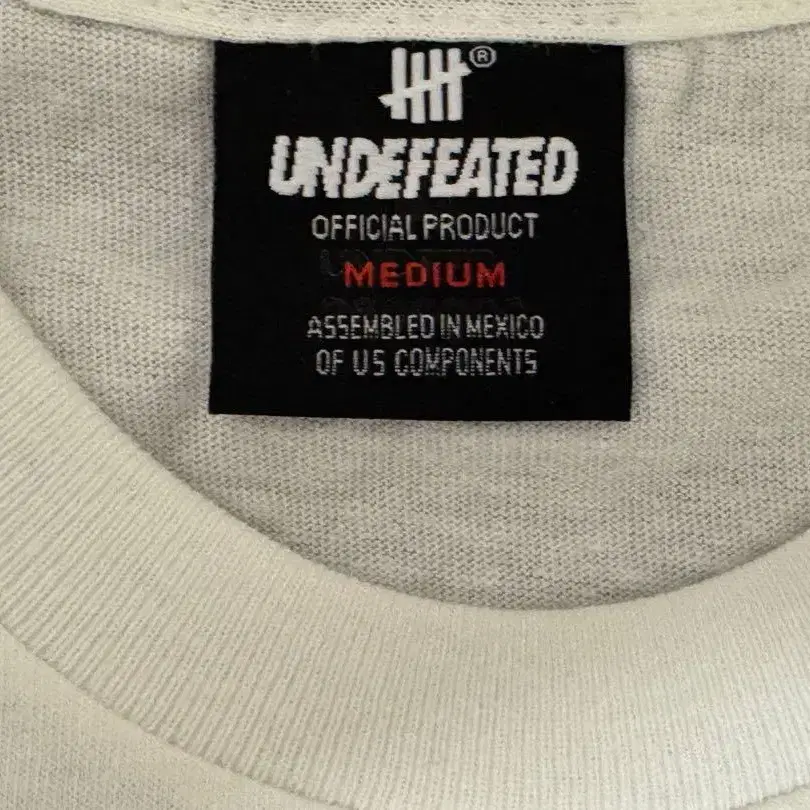 ®
UNDEFEATED
OFFICIAL PRODUCT
MEDIUM
ASSEMBLED IN MEXICO
OF US COMPONENTS